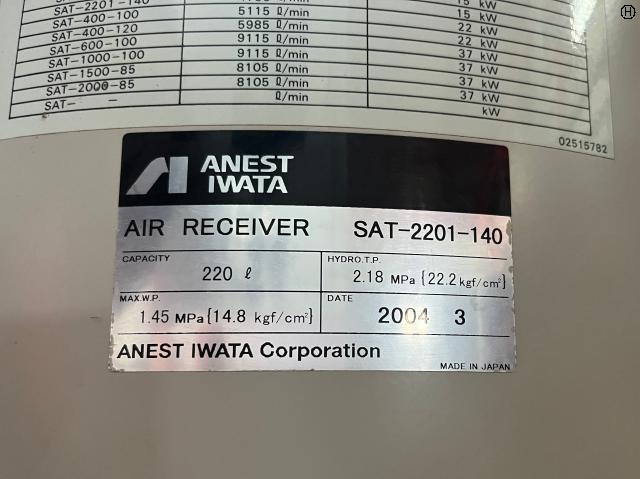 SAT-2201-140 15 kW
SAT-400-100 5115 ℓ/min 15 kW
SAT-400-120 5985 ℓ/min 22 kW
SAT-600-100 9115 ℓ/min 22 kW
SAT-1000-100 9115 ℓ/min 37 kW
SAT-1500-85 8105 ℓ/min 37 kW
SAT-2000-85 8105 ℓ/min 37 kW
SAT- - ℓ/min kW
02515782
ANEST
IWATA
AIR RECEIVER SAT-2201-140
CAPACITY HYDRO.T.P.
220 ℓ 2.18 MPa {22.2kgf/cm²}
MAX.W.P. DATE
1.45 MPa{14.8 kgf/cm²} 2004 3
ANEST IWATA Corporation
MADE IN JAPAN
H